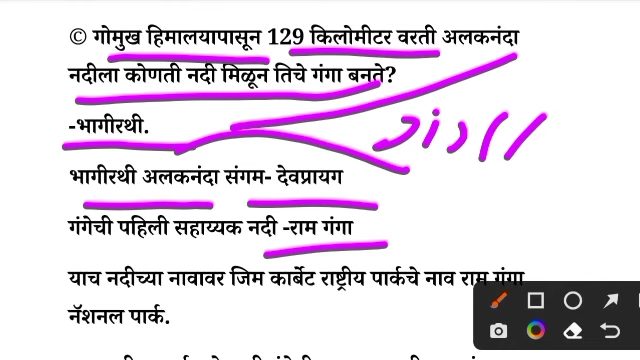 © गोमुख हिमालयापासून 129 किलोमीटर वरती अलकनंदा
नदीला कोणती नदी मिळून तिचे गंगा बनते?
-भागीरथी.
भागीरथी अलकनंदा संगम- देवप्रायग
गंगेची पहिली सहाय्यक नदी -राम गंगा
याच नदीच्या नावावर जिम कार्बेट राष्ट्रीय पार्कचे नाव राम गंगा
नॅशनल पार्क.